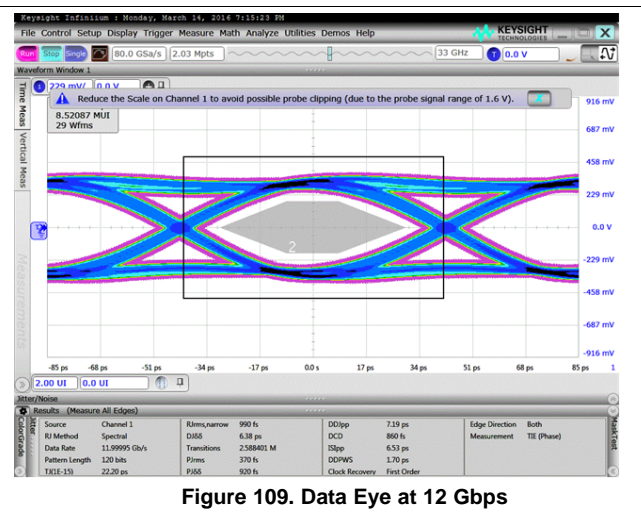 Keysight Infiniium : Monday, March 14, 2016 7:15:23 PM
File Control Setup Display Trigger Measure Math Analyze Utilities Demos Help
KEYSIGHT
TECHNOLOGIES
Run Stop Single 80.0 GSa/s 2.03 Mpts 33 GHz T 0.0 V
Waveform Window 1
1 229 mV/ 0.0 V
Reduce the Scale on Channel 1 to avoid possible probe clipping (due to the probe signal range of 1.6 V).
8.52087 MUI
29 Wfms
Time Meas
Vertical Meas
Measurements
916 mV
687 mV
458 mV
229 mV
0.0 V
-229 mV
-458 mV
-687 mV
-916 mV
2
-85 ps -68 ps -51 ps -34 ps -17 ps 0.0 s 17 ps 34 ps 51 ps 68 ps 85 ps 1
2.00 UI 0.0 UI
Jitter/Noise
Results (Measure All Edges)
ColorGrade
Jitter
MaskTest
Source Channel 1 RJrms,narrow 990 fs DDJpp 7.19 ps Edge Direction Both
RJ Method Spectral DJδδ 6.38 ps DCD 860 fs Measurement TIE (Phase)
Data Rate 11.99995 Gb/s Transitions 2.588401 M ISIpp 6.53 ps
Pattern Length 120 bits PJrms 370 fs DDPWS 1.70 ps
TJ(1E-15) 22.20 ps PJδδ 920 fs Clock Recovery First Order
Figure 109. Data Eye at 12 Gbps